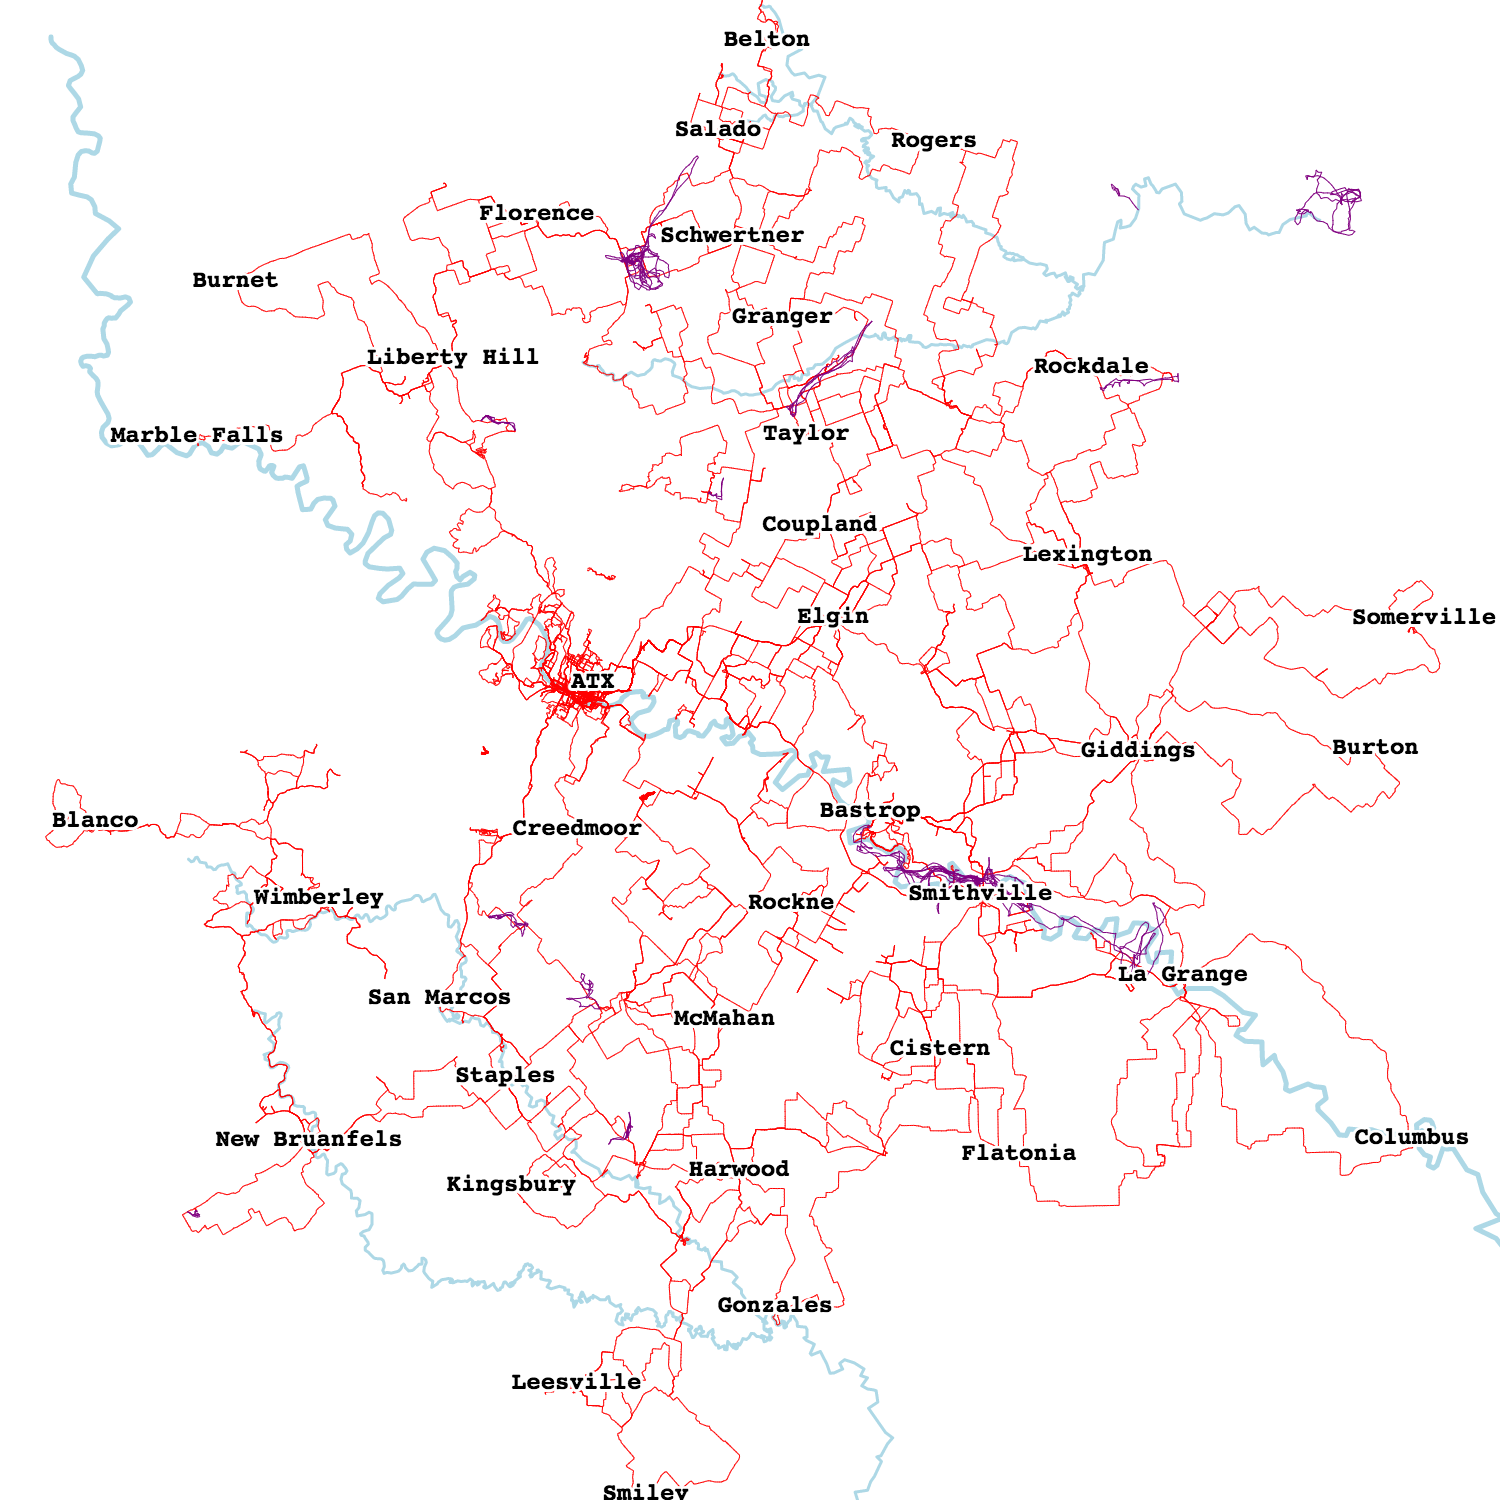 Belton
Salado
Rogers
Florence
Schwertner
Burnet
Granger
Liberty Hill
Rockdale
Marble Falls
Taylor
Coupland
Lexington
Elgin
Somerville
ATX
Giddings
Burton
Bastrop
Blanco
Creedmoor
Smithville
Wimberley
Rockne
La Grange
San Marcos
McMahan
Cistern
Staples
New Bruanfels
Columbus
Flatonia
Harwood
Kingsbury
Gonzales
Leesville
Smiley